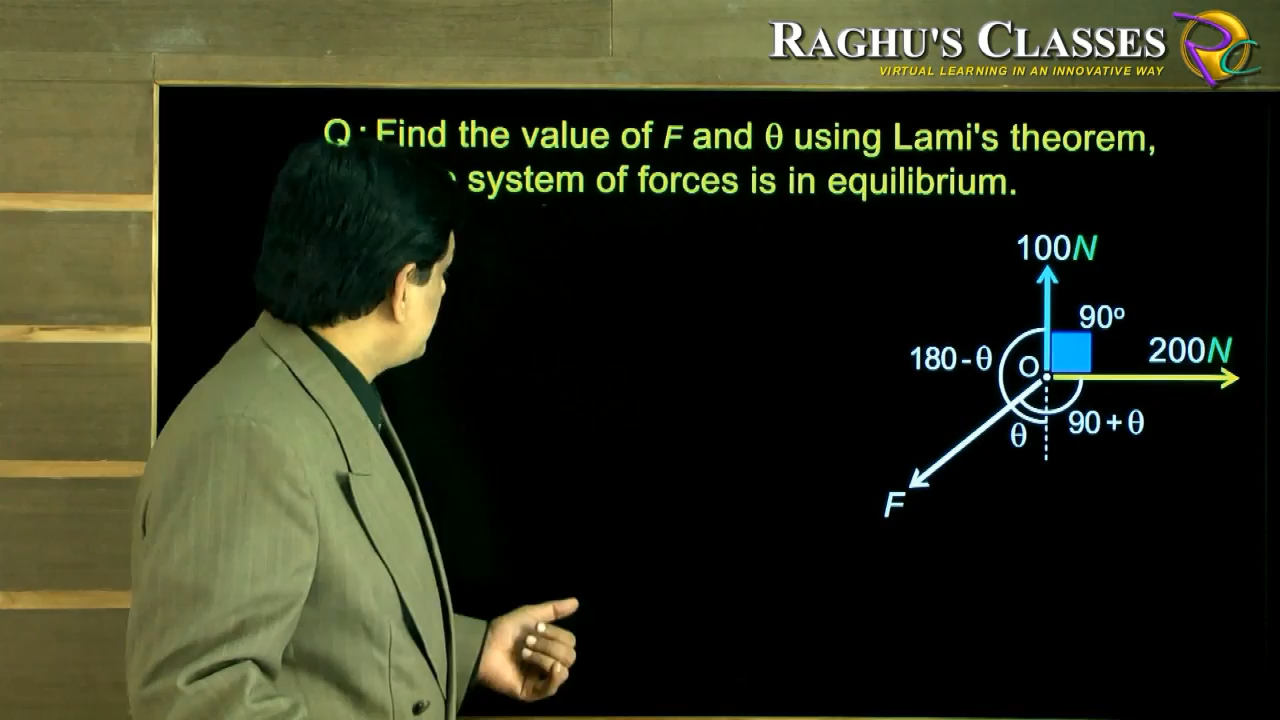 RAGHU'S CLASSES
VIRTUAL LEARNING IN AN INNOVATIVE WAY
Q: Find the value of F and θ using Lami's theorem,
system of forces is in equilibrium.
100N
90º
200N
180-θ
O
θ
90+θ
F